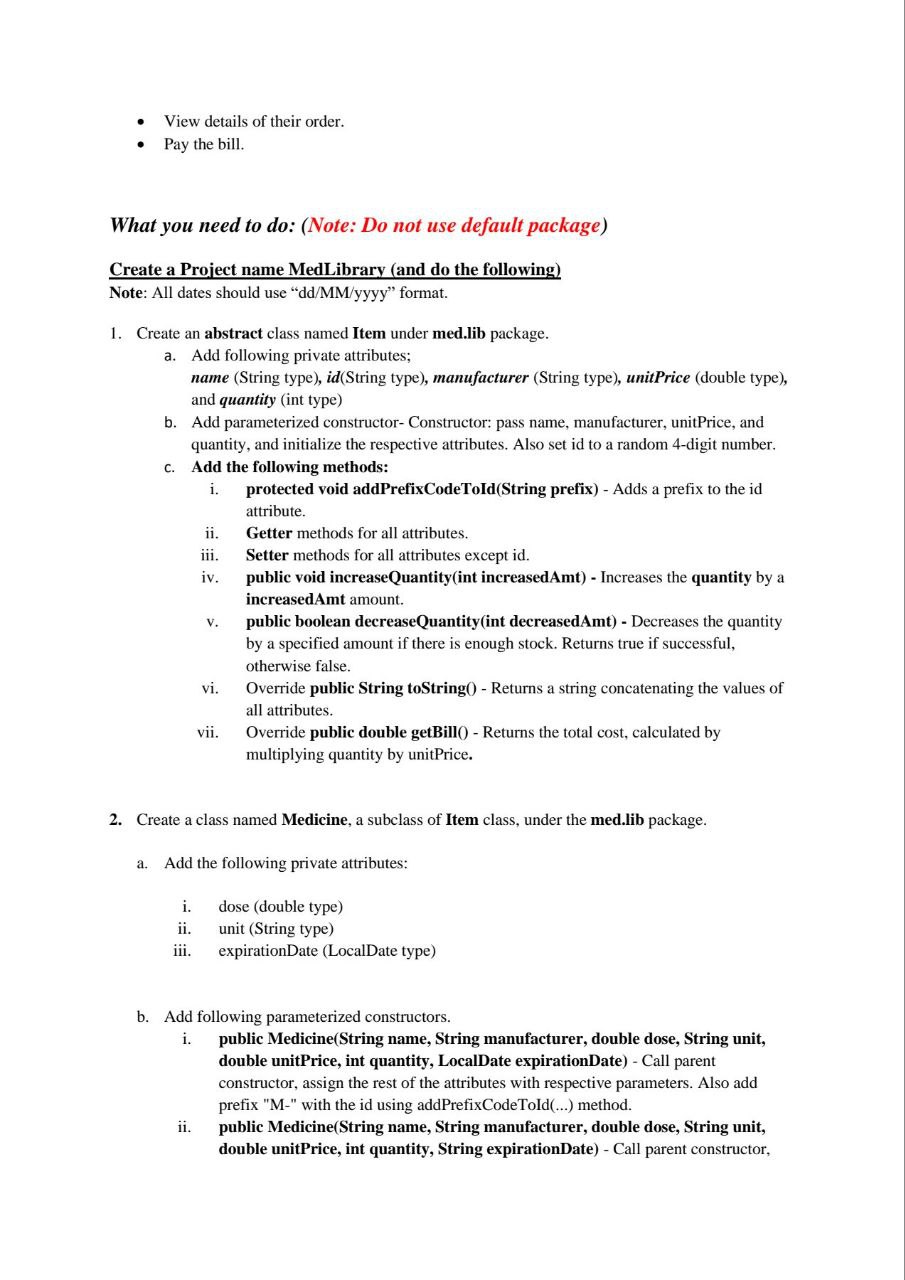 • View details of their order.
• Pay the bill.
What you need to do: (Note: Do not use default package)
Create a Project name MedLibrary (and do the following)
Note: All dates should use “dd/MM/yyyy” format.
1. Create an abstract class named Item under med.lib package.
a. Add following private attributes;
name (String type), id(String type), manufacturer (String type), unitPrice (double type),
and quantity (int type)
b. Add parameterized constructor- Constructor: pass name, manufacturer, unitPrice, and
quantity, and initialize the respective attributes. Also set id to a random 4-digit number.
c. Add the following methods:
i. protected void addPrefixCodeToId(String prefix) - Adds a prefix to the id
attribute.
ii. Getter methods for all attributes.
iii. Setter methods for all attributes except id.
iv. public void increaseQuantity(int increasedAmt) - Increases the quantity by a
increasedAmt amount.
v. public boolean decreaseQuantity(int decreasedAmt) - Decreases the quantity
by a specified amount if there is enough stock. Returns true if successful,
otherwise false.
vi. Override public String toString() - Returns a string concatenating the values of
all attributes.
vii. Override public double getBill() - Returns the total cost, calculated by
multiplying quantity by unitPrice.
2. Create a class named Medicine, a subclass of Item class, under the med.lib package.
a. Add the following private attributes:
i. dose (double type)
ii. unit (String type)
iii. expirationDate (LocalDate type)
b. Add following parameterized constructors.
i. public Medicine(String name, String manufacturer, double dose, String unit,
double unitPrice, int quantity, LocalDate expirationDate) - Call parent
constructor, assign the rest of the attributes with respective parameters. Also add
prefix "M-" with the id using addPrefixCodeToId(...) method.
ii. public Medicine(String name, String manufacturer, double dose, String unit,
double unitPrice, int quantity, String expirationDate) - Call parent constructor,